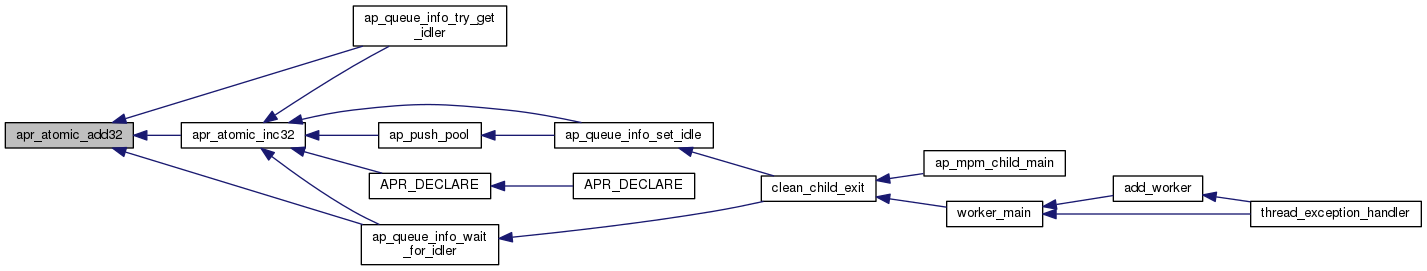 ap_queue_info_try_get
_idler
apr_atomic_add32
apr_atomic_inc32
ap_push_pool
ap_queue_info_set_idle
ap_mpm_child_main
APR_DECLARE
APR_DECLARE
clean_child_exit
add_worker
worker_main
thread_exception_handler
ap_queue_info_wait
_for_idler